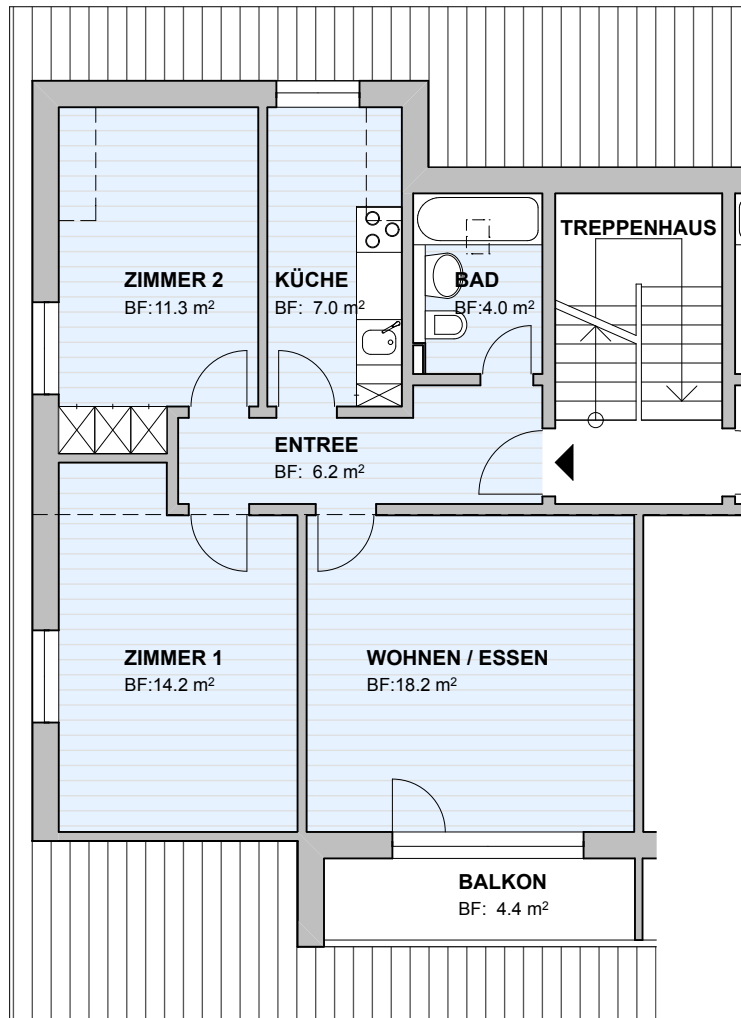 TREPPENHAUS
ZIMMER 2
BF:11.3 m²
KÜCHE
BF: 7.0 m²
BAD
BF:4.0 m²
ENTREE
BF: 6.2 m²
ZIMMER 1
BF:14.2 m²
WOHNEN / ESSEN
BF:18.2 m²
BALKON
BF: 4.4 m²